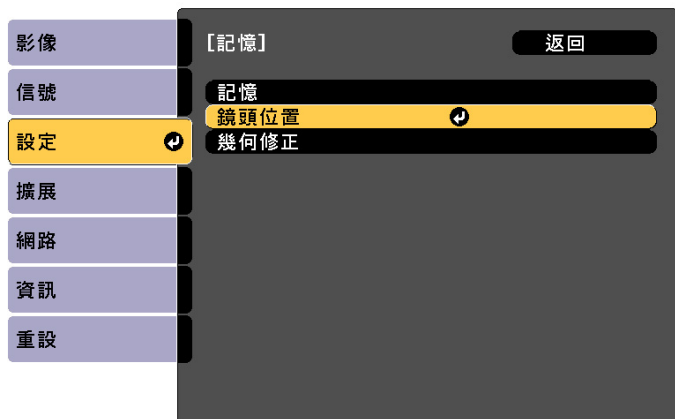 影像
信號
設定
擴展
網路
資訊
重設
[記憶]
返回
記憶
鏡頭位置
幾何修正